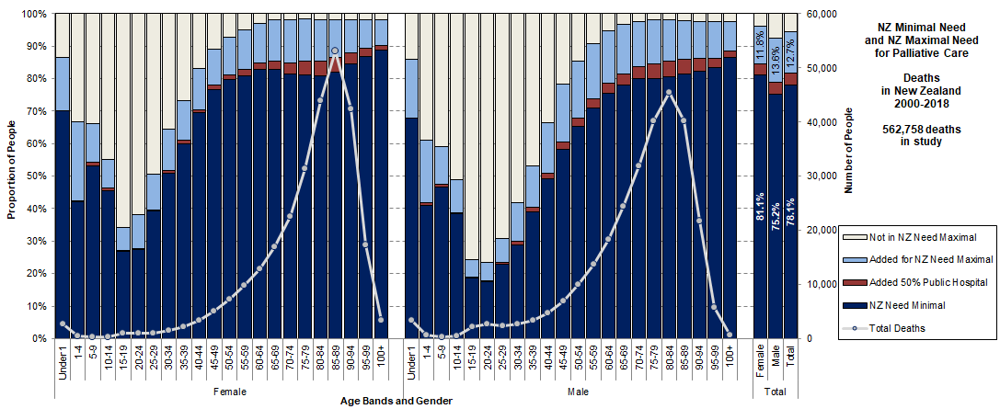 100%
90%
80%
70%
60%
50%
40%
30%
20%
10%
0%
Proportion of People
60,000
50,000
40,000
30,000
20,000
10,000
0
Number of People
11.8%
13.6%
12.7%
81.1%
75.2%
78.1%
Under 1
1-4
5-9
10-14
15-19
20-24
25-29
30-34
35-39
40-44
45-49
50-54
55-59
60-64
65-69
70-74
75-79
80-84
85-89
90-94
95-99
100+
Under 1
1-4
5-9
10-14
15-19
20-24
25-29
30-34
35-39
40-44
45-49
50-54
55-59
60-64
65-69
70-74
75-79
80-84
85-89
90-94
95-99
100+
Female
Male
Total
Female
Male
Total
Age Bands and Gender
NZ Minimal Need
and NZ Maximal Need
for Palliative Care
Deaths
in New Zealand
2000-2018
562,758 deaths
in study
Not in NZ Need Maximal
Added for NZ Need Maximal
Added 50% Public Hospital
NZ Need Minimal
Total Deaths